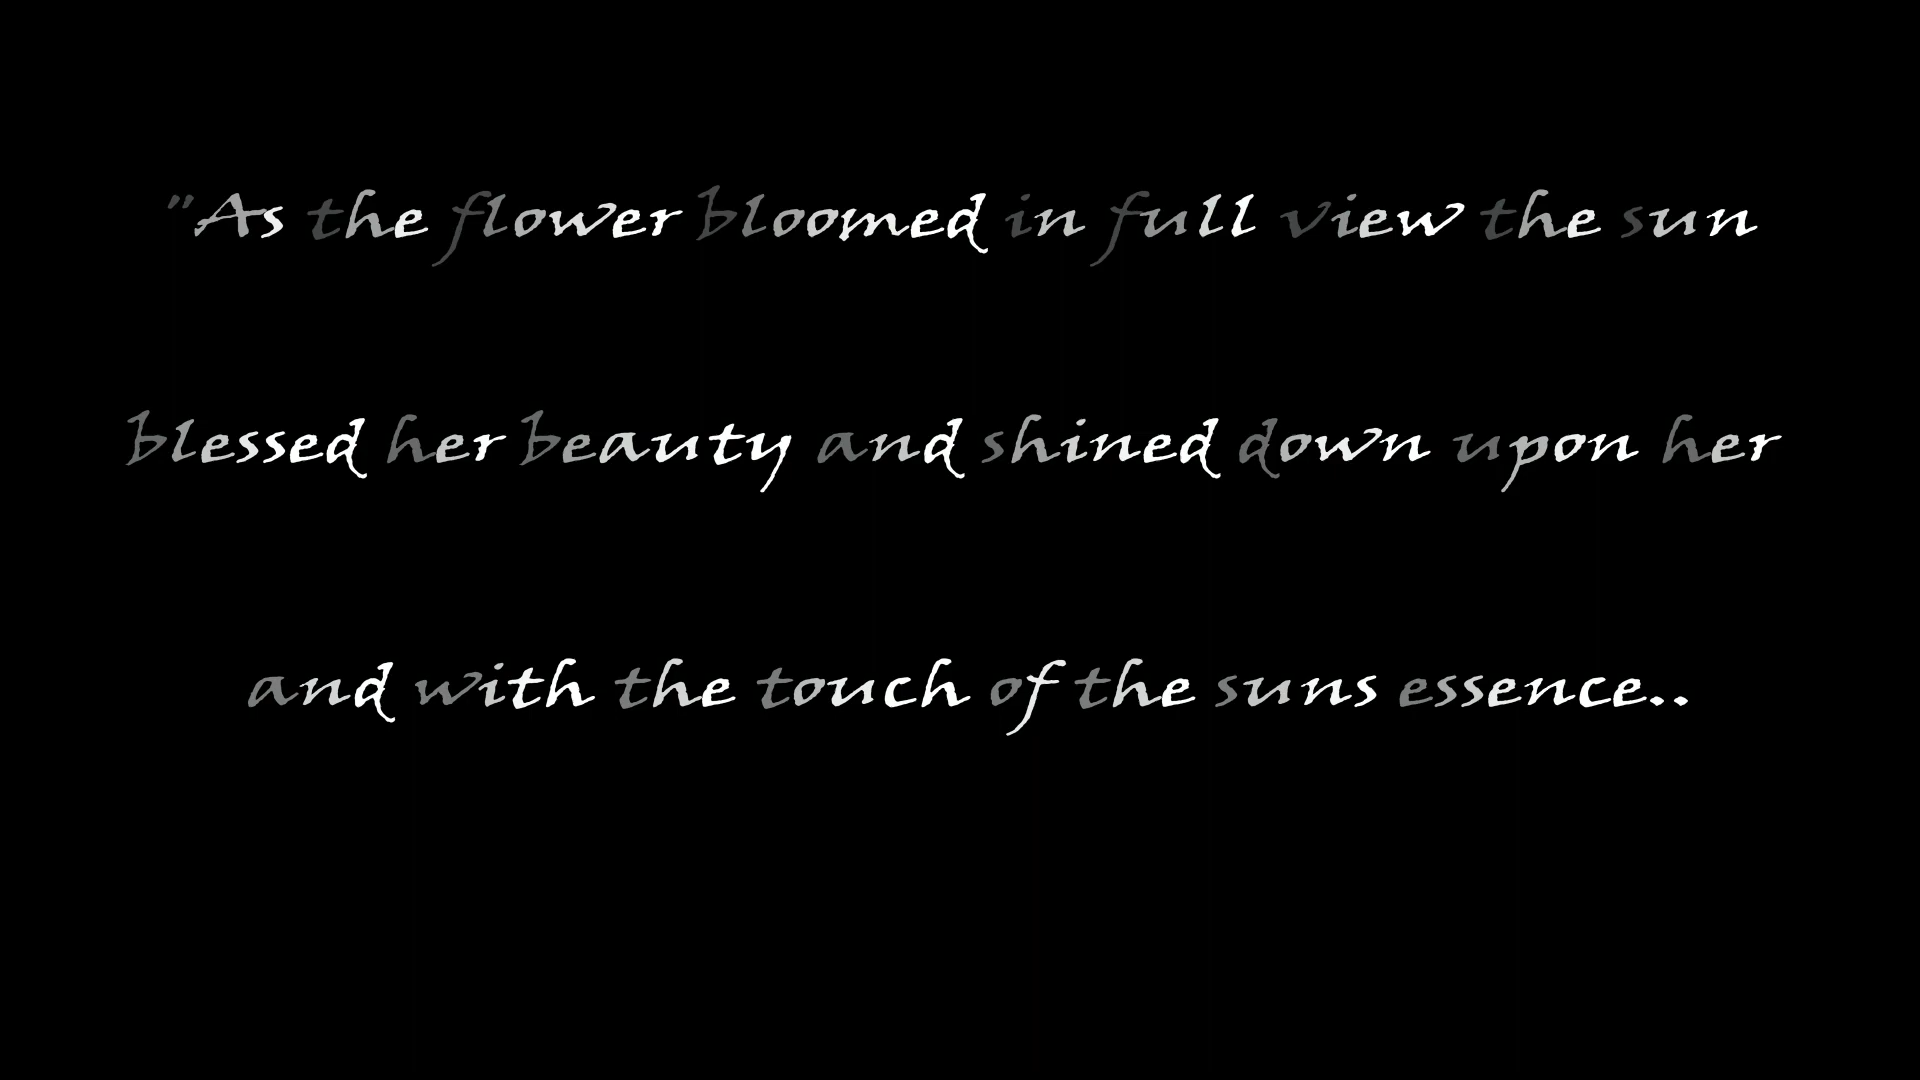 "As the flower bloomed in full view the sun
blessed her beauty and shined down upon her
and with the touch of the suns essence..